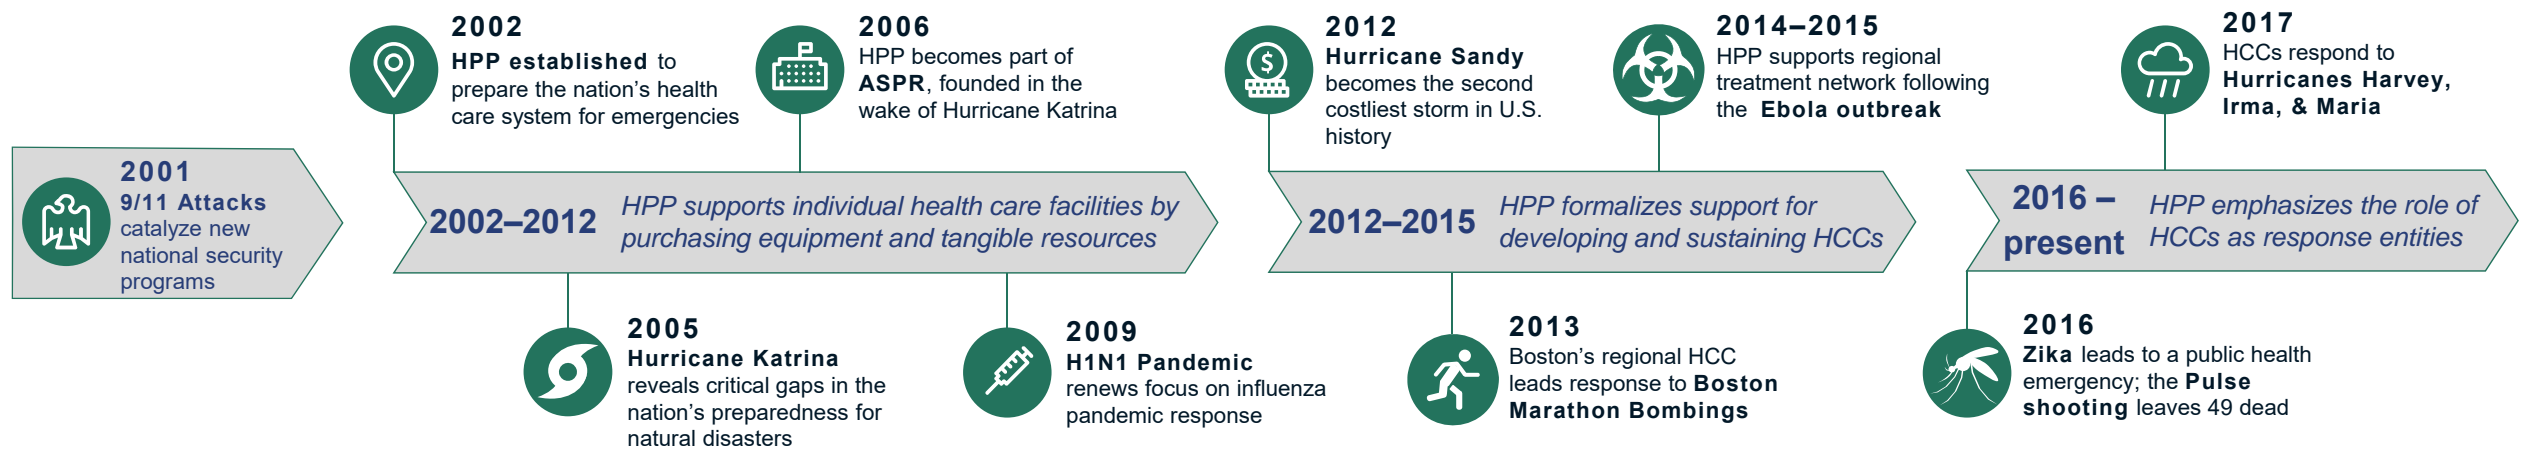 2001
9/11 Attacks
catalyze new
national security
programs
2002
HPP established to
prepare the nation's health
care system for emergencies
2006
HPP becomes part of
ASPR, founded in the
wake of Hurricane Katrina
2002–2012
HPP supports individual health care facilities by
purchasing equipment and tangible resources
2005
Hurricane Katrina
reveals critical gaps in the
nation's preparedness for
natural disasters
2009
H1N1 Pandemic
renews focus on influenza
pandemic response
2012
Hurricane Sandy
becomes the second
costliest storm in U.S.
history
2014–2015
HPP supports regional
treatment network following
the Ebola outbreak
2012–2015
HPP formalizes support for
developing and sustaining HCCs
2013
Boston's regional HCC
leads response to Boston
Marathon Bombings
2017
HCCs respond to
Hurricanes Harvey,
Irma, & Maria
2016 –
present
HPP emphasizes the role of
HCCs as response entities
2016
Zika leads to a public health
emergency; the Pulse
shooting leaves 49 dead